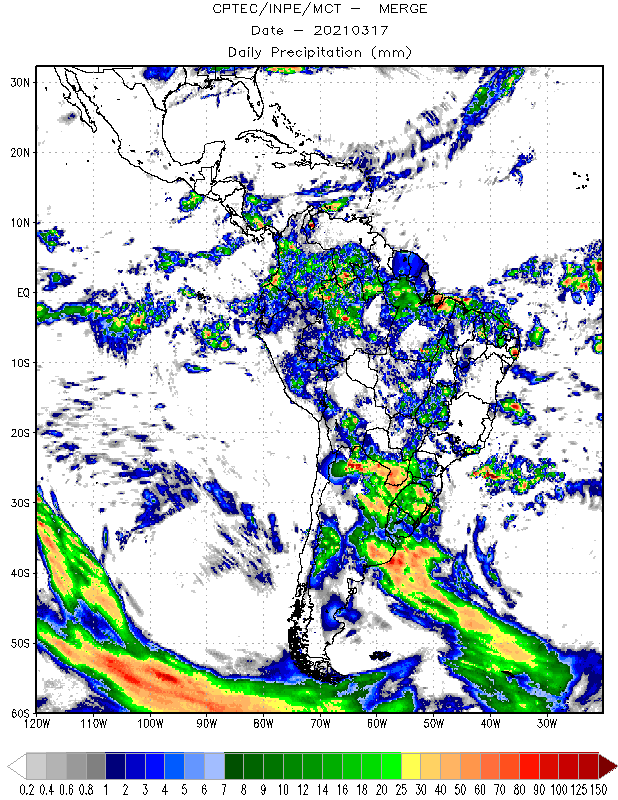 CPTEC/INPE/MCT - MERGE
Date - 20210317
Daily Precipitation (mm)
30N
20N
10N
EQ
10S
20S
30S
40S
50S
60S
120W 110W 100W 90W 80W 70W 60W 50W 40W 30W
0.2 0.4 0.6 0.8 1 2 3 4 5 6 7 8 9 10 12 14 16 18 20 25 30 40 50 60 70 80 90 100 125 150